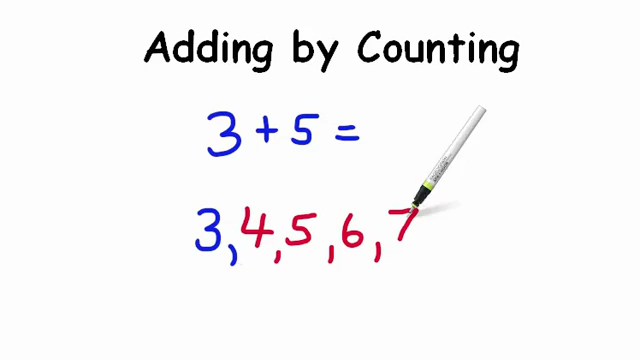 Adding by Counting
3 + 5 =
3, 4, 5, 6, 7